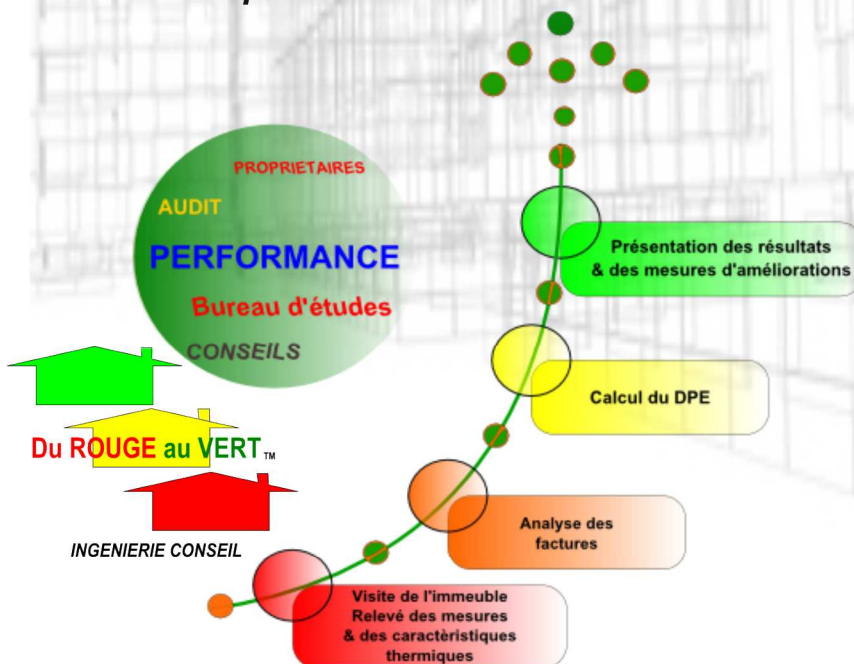 PROPRIETAIRES
AUDIT
PERFORMANCE
Bureau d'études
CONSEILS
Présentation des résultats
& des mesures d'améliorations
Calcul du DPE
Du ROUGE au VERT™
INGENIERIE CONSEIL
Analyse des
factures
Visite de l'immeuble
Relevé des mesures
& des caractèristiques
thermiques